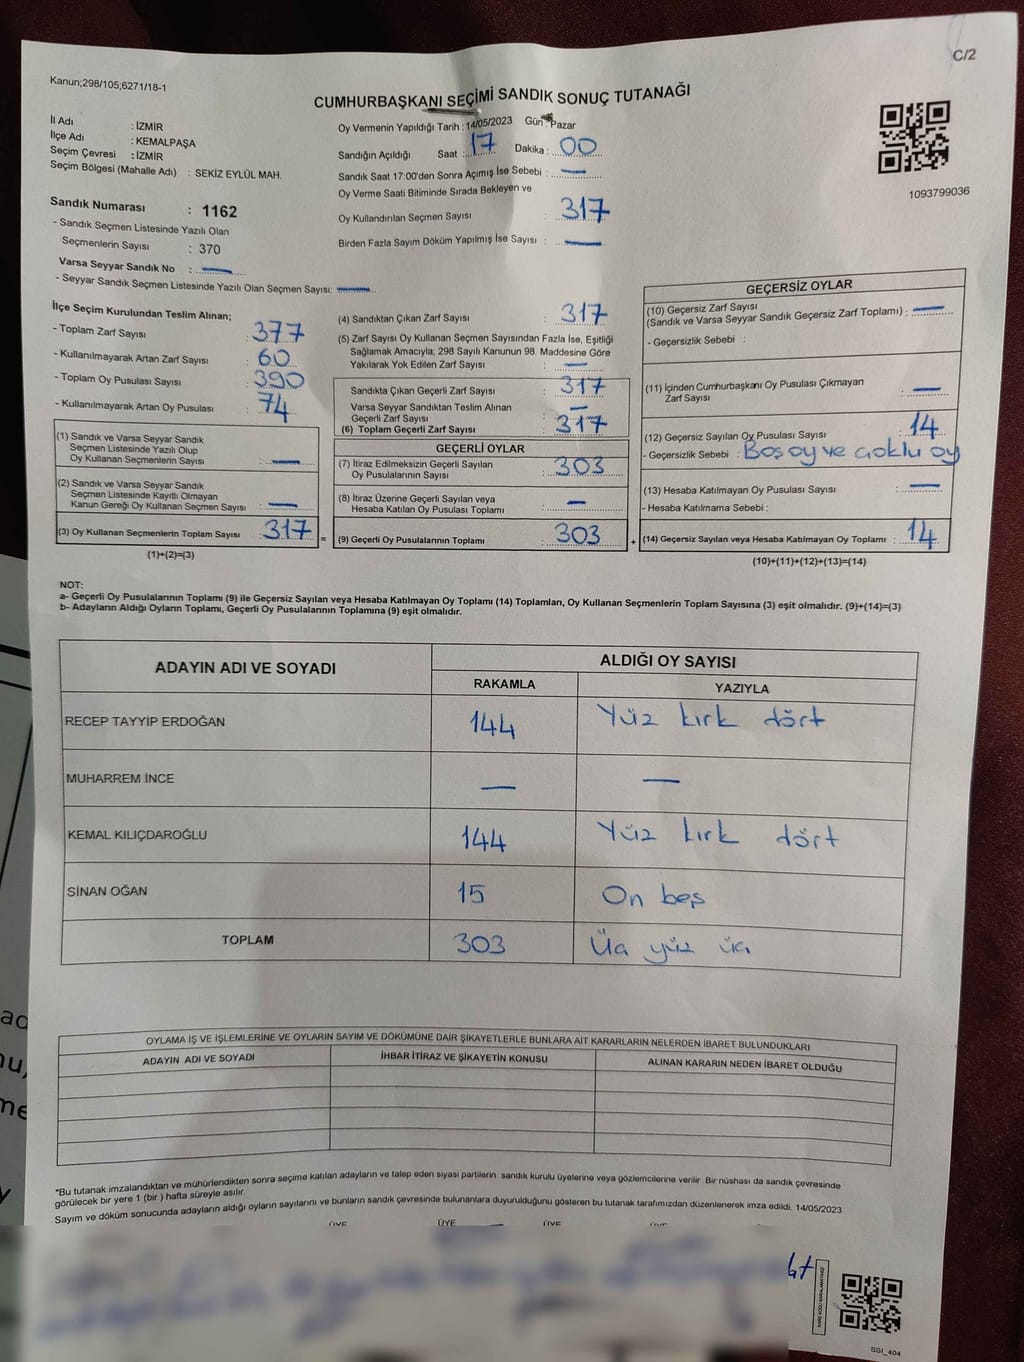 C/2
Kanun;298/105;6271/18-1
CUMHURBAŞKANI SEÇİMİ SANDIK SONUÇ TUTANAĞI
İl Adı : İZMİR
İlçe Adı : KEMALPAŞA
Seçim Çevresi : İZMİR
Seçim Bölgesi (Mahalle Adı) : SEKİZ EYLÜL MAH.
Sandık Numarası : 1162
- Sandık Seçmen Listesinde Yazılı Olan
Seçmenlerin Sayısı : 370
Varsa Seyyar Sandık No : —
- Seyyar Sandık Seçmen Listesinde Yazılı Olan Seçmen Sayısı: —
Oy Vermenin Yapıldığı Tarih : 14/05/2023 Gün : Pazar
Sandığın Açıldığı Saat : 17 Dakika : 00
Sandık Saat 17:00'den Sonra Açımış İse Sebebi : —
Oy Verme Saati Bitiminde Sırada Bekleyen ve
Oy Kullandırılan Seçmen Sayısı : 317
Birden Fazla Sayım Döküm Yapılmış İse Sayısı : —
1093799036
İlçe Seçim Kurulundan Teslim Alınan;
- Toplam Zarf Sayısı : 377
- Kullanılmayarak Artan Zarf Sayısı : 60
- Toplam Oy Pusulası Sayısı : 390
- Kullanılmayarak Artan Oy Pusulası : 74
(1) Sandık ve Varsa Seyyar Sandık
Seçmen Listesinde Yazılı Olup
Oy Kullanan Seçmenlerin Sayısı : —
(2) Sandık ve Varsa Seyyar Sandık
Seçmen Listesinde Kayıtlı Olmayan
Kanun Gereği Oy Kullanan Seçmen Sayısı : —
(3) Oy Kullanan Seçmenlerin Toplam Sayısı : 317
(1)+(2)=(3)
=
(4) Sandıktan Çıkan Zarf Sayısı : 317
(5) Zarf Sayısı Oy Kullanan Seçmen Sayısından Fazla İse, Eşitliği
Sağlamak Amacıyla; 298 Sayılı Kanunun 98. Maddesine Göre
Yakılarak Yok Edilen Zarf Sayısı : —
Sandıkta Çıkan Geçerli Zarf Sayısı : 317
Varsa Seyyar Sandıktan Teslim Alınan
Geçerli Zarf Sayısı : —
(6) Toplam Geçerli Zarf Sayısı : 317
GEÇERLİ OYLAR
(7) İtiraz Edilmeksizin Geçerli Sayılan
Oy Pusulasının Sayısı : 303
(8) İtiraz Üzerine Geçerli Sayılan veya
Hesaba Katılan Oy Pusulası Toplamı : —
(9) Geçerli Oy Pusulalarının Toplamı : 303
+
GEÇERSİZ OYLAR
(10) Geçersiz Zarf Sayısı
(Sandık ve Varsa Seyyar Sandık Geçersiz Zarf Toplamı) : —
- Geçersizlik Sebebi :
(11) İçinden Cumhurbaşkanı Oy Pusulası Çıkmayan
Zarf Sayısı : —
(12) Geçersiz Sayılan Oy Pusulası Sayısı : 14
- Geçersizlik Sebebi : Boş oy ve çoklu oy
(13) Hesaba Katılmayan Oy Pusulası Sayısı : —
- Hesaba Katılmama Sebebi :
(14) Geçersiz Sayılan veya Hesaba Katılmayan Oy Toplamı : 14
(10)+(11)+(12)+(13)=(14)
NOT:
a- Geçerli Oy Pusulalarının Toplamı (9) ile Geçersiz Sayılan veya Hesaba Katılmayan Oy Toplamı (14) Toplamları, Oy Kullanan Seçmenlerin Toplam Sayısına (3) eşit olmalıdır. (9)+(14)=(3)
b- Adayların Aldığı Oyların Toplamı, Geçerli Oy Pusulalarının Toplamına (9) eşit olmalıdır.
ADAYIN ADI VE SOYADI
ALDIĞI OY SAYISI
RAKAMLA YAZIYLA
RECEP TAYYİP ERDOĞAN 144 Yüz kırk dört
MUHARREM İNCE — —
KEMAL KILIÇDAROĞLU 144 Yüz kırk dört
SİNAN OĞAN 15 On beş
TOPLAM 303 Üç yüz üç
OYLAMA İŞ VE İŞLEMLERİNE VE OYLARIN SAYIM VE DÖKÜMÜNE DAİR ŞİKAYETLERLE BUNLARA AİT KARARLARIN NELERDEN İBARET BULUNDUKLARI
ADAYIN ADI VE SOYADI İHBAR İTİRAZ VE ŞİKAYETİN KONUSU ALINAN KARARIN NEDEN İBARET OLDUĞU
*Bu tutanak imzalandıktan ve mühürlendikten sonra seçime katılan adayların ve talep eden siyasi partilerin sandık kurulu üyelerine veya gözlemcilerine verilir. Bir nüshası da sandık çevresinde
görülecek bir yere 1 (bir ) hafta süreyle asılır.
Sayım ve döküm sonucunda adayların aldığı oyların sayılarını ve bunların sandık çevresinde bulunanlara duyurulduğunu gösteren bu tutanak tarafımızdan düzenlenerek imza edildi. 14/05/2023
ÜYE ÜYE ÜYE
SSI_404